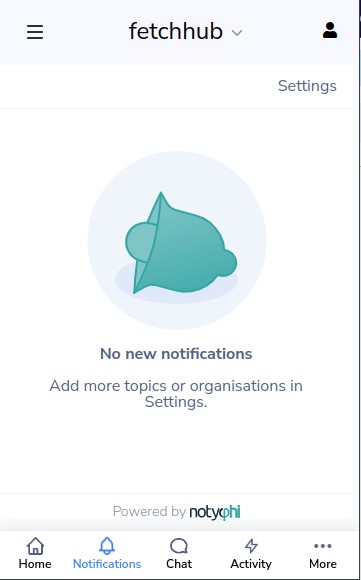 fetchhub
Settings
No new notifications
Add more topics or organisations in
Settings.
Powered by notyphi
Home Notifications Chat Activity More